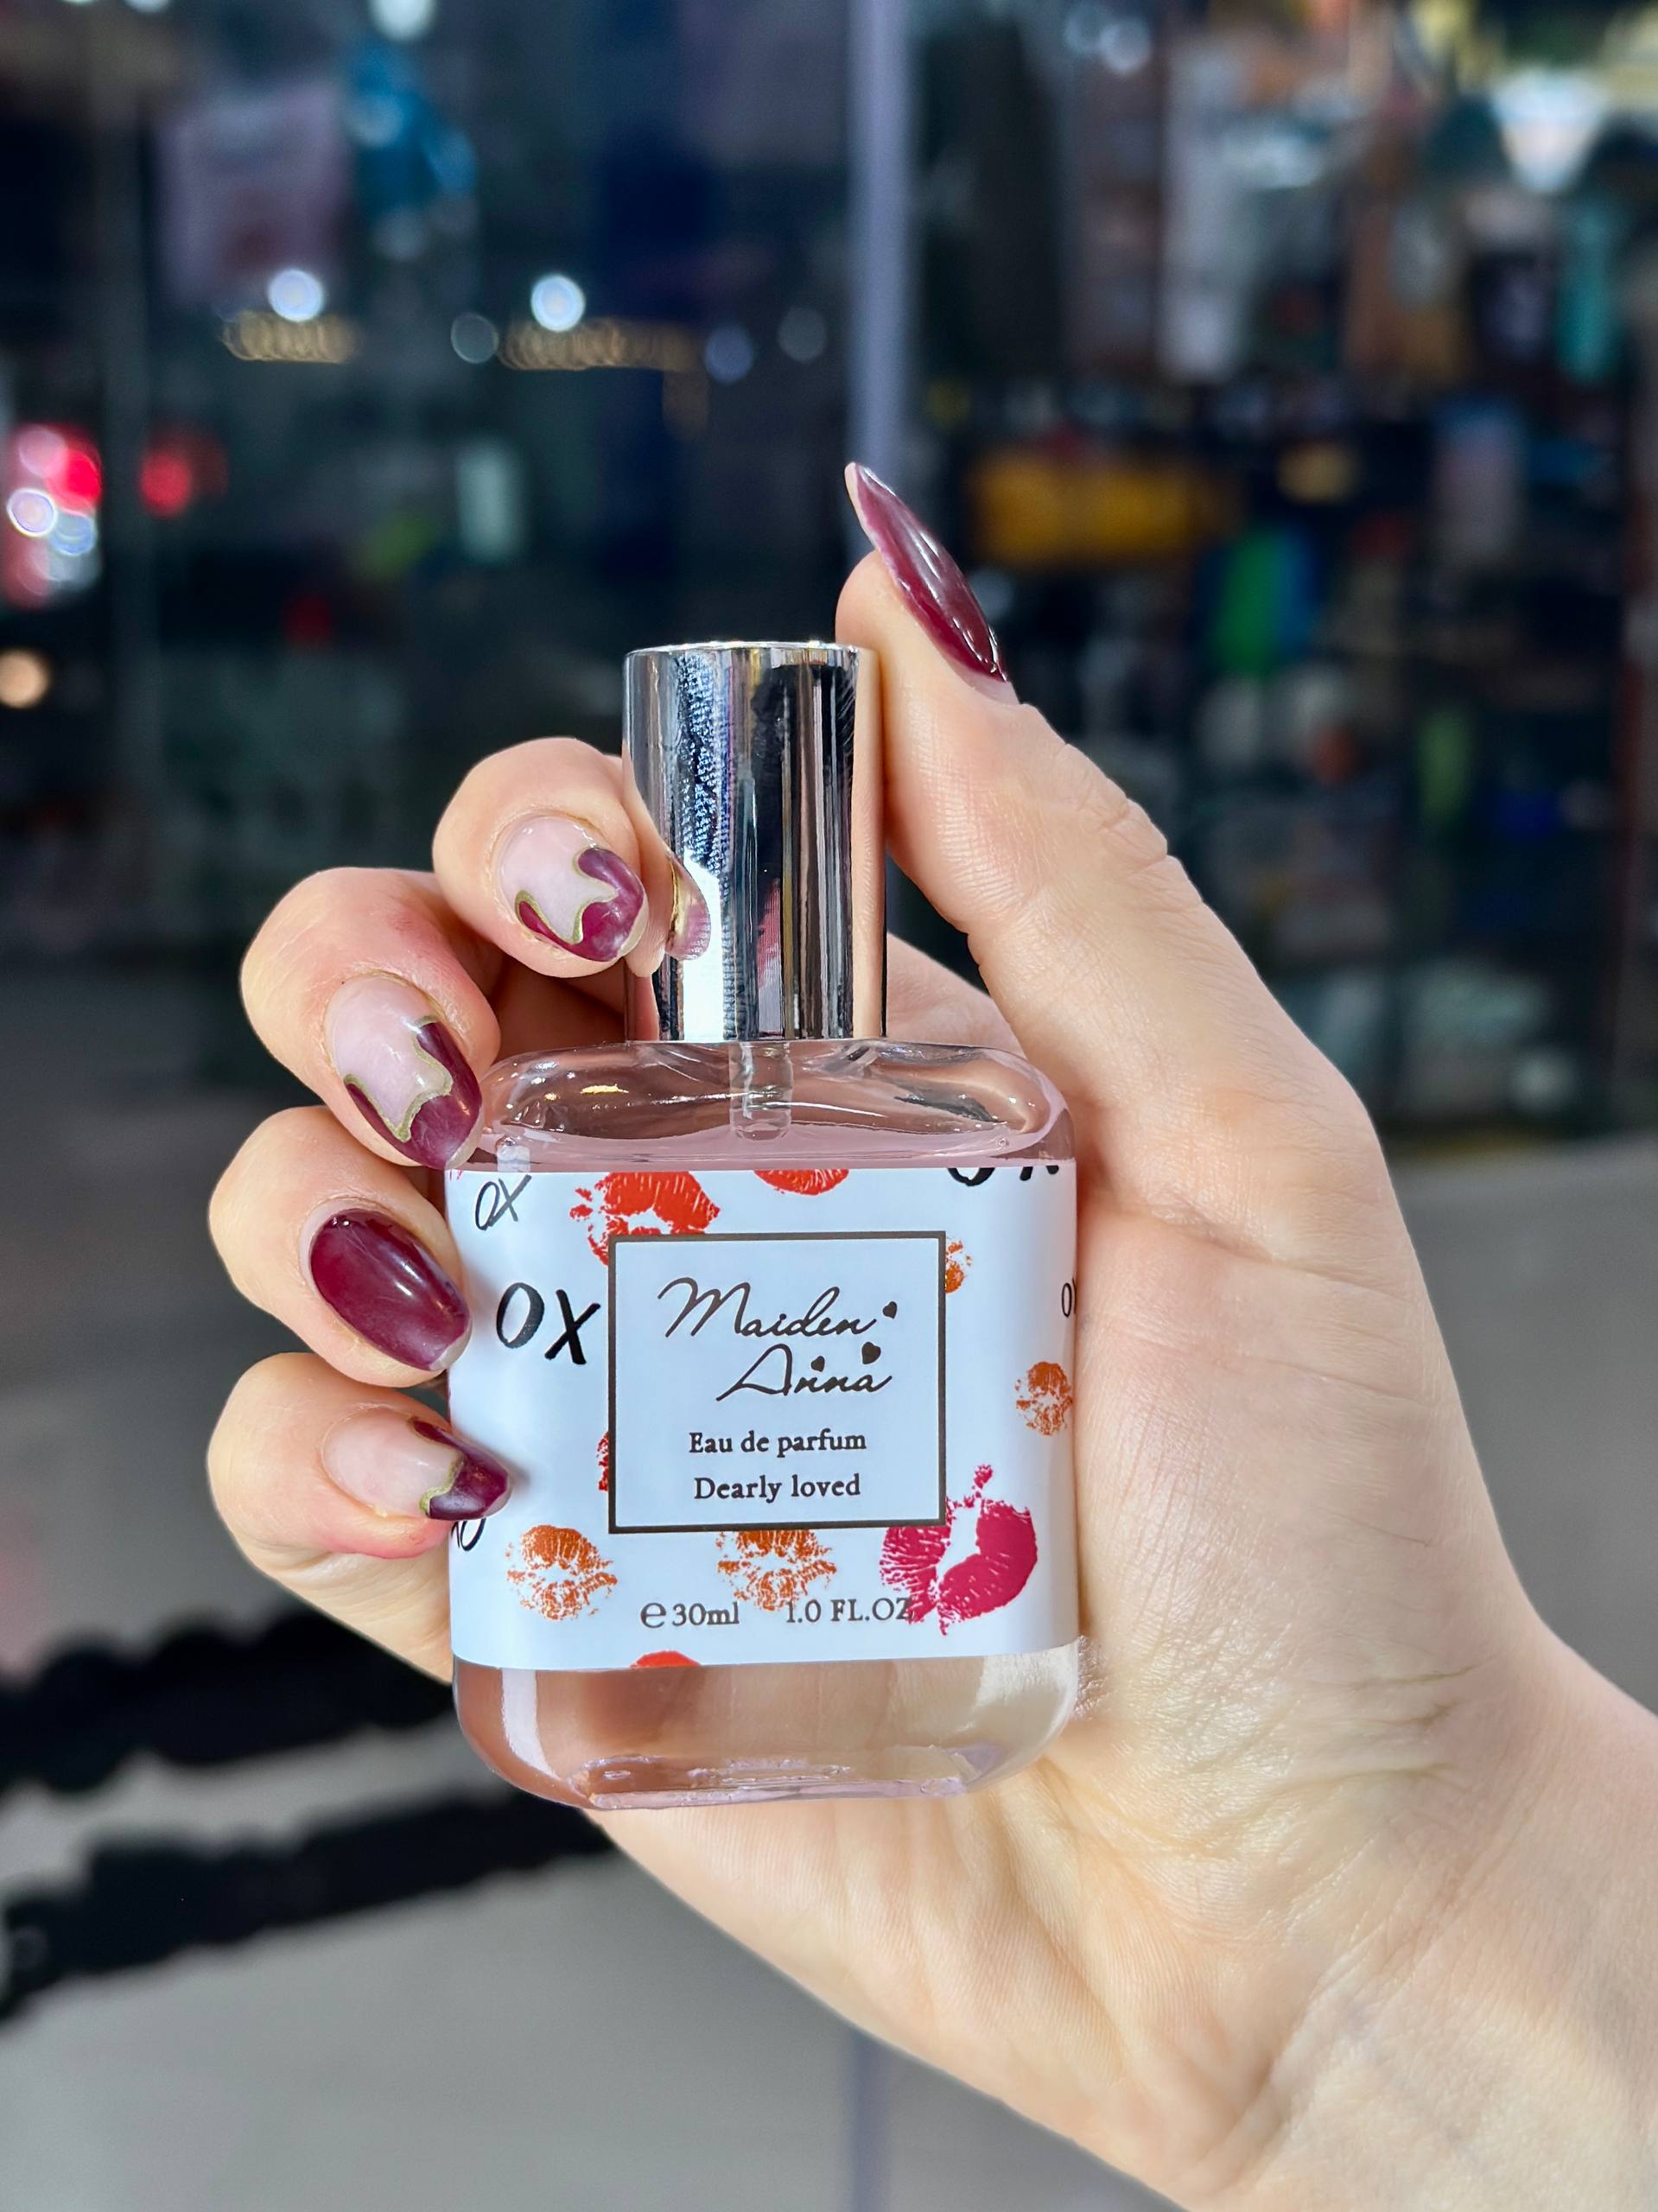 OX
OX
Maiden
Anna
Eau de parfum
Dearly loved
℮30ml 1.0 FL.OZ